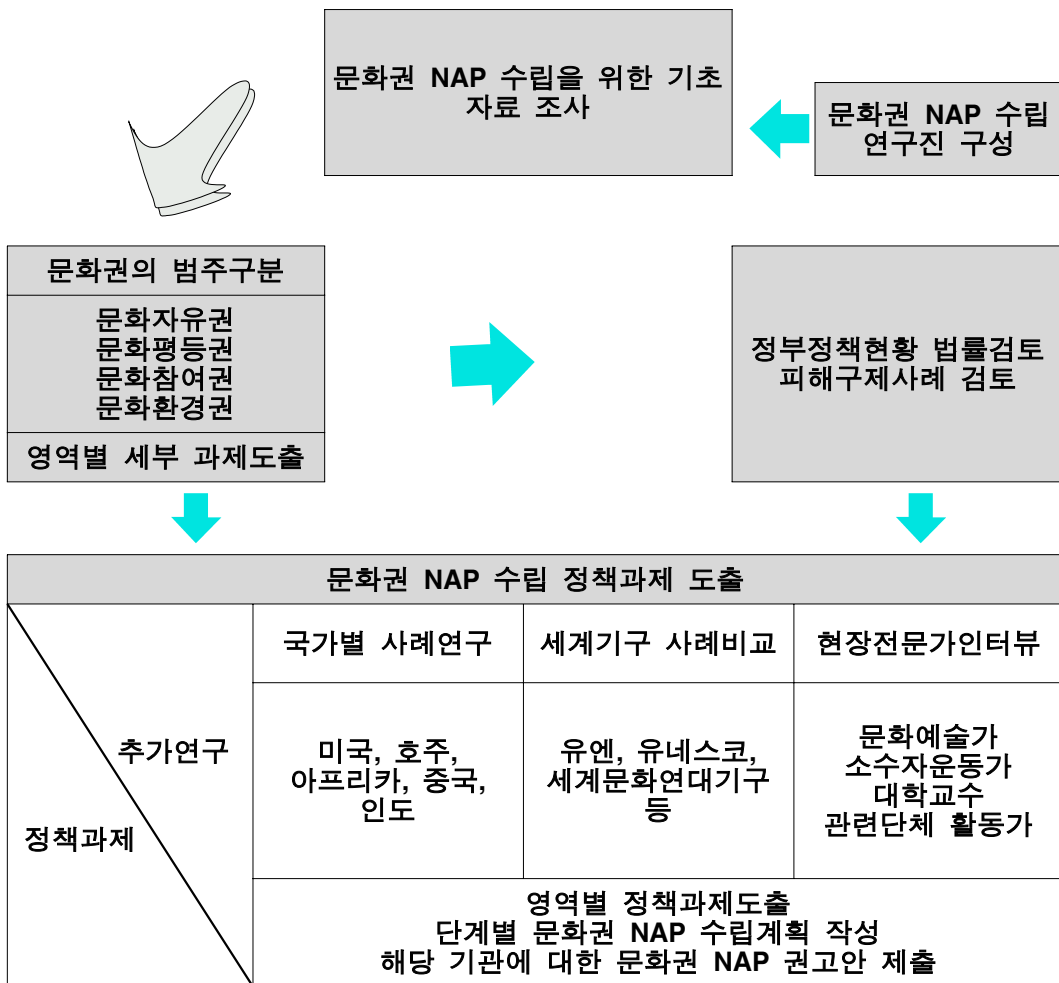 문화권 NAP 수립을 위한 기초
자료 조사
문화권 NAP 수립
연구진 구성
문화권의 범주구분
문화자유권
문화평등권
문화참여권
문화환경권
영역별 세부 과제도출
정부정책현황 법률검토
피해구제사례 검토
문화권 NAP 수립 정책과제 도출
추가연구
정책과제
국가별 사례연구
세계기구 사례비교
현장전문가인터뷰
미국, 호주,
아프리카, 중국,
인도
유엔, 유네스코,
세계문화연대기구
등
문화예술가
소수자운동가
대학교수
관련단체 활동가
영역별 정책과제도출
단계별 문화권 NAP 수립계획 작성
해당 기관에 대한 문화권 NAP 권고안 제출